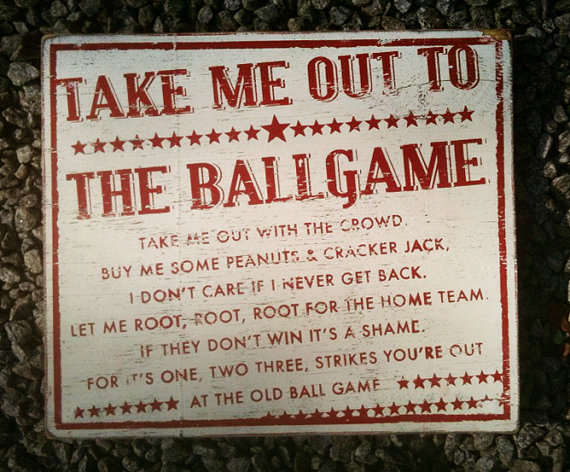 TAKE ME OUT TO
THE BALLGAME
TAKE ME OUT WITH THE CROWD.
BUY ME SOME PEANUTS & CRACKER JACK,
I DON'T CARE IF I NEVER GET BACK.
LET ME ROOT, ROOT, ROOT FOR THE HOME TEAM.
IF THEY DON'T WIN IT'S A SHAME.
FOR IT'S ONE, TWO THREE, STRIKES YOU'RE OUT
AT THE OLD BALL GAME